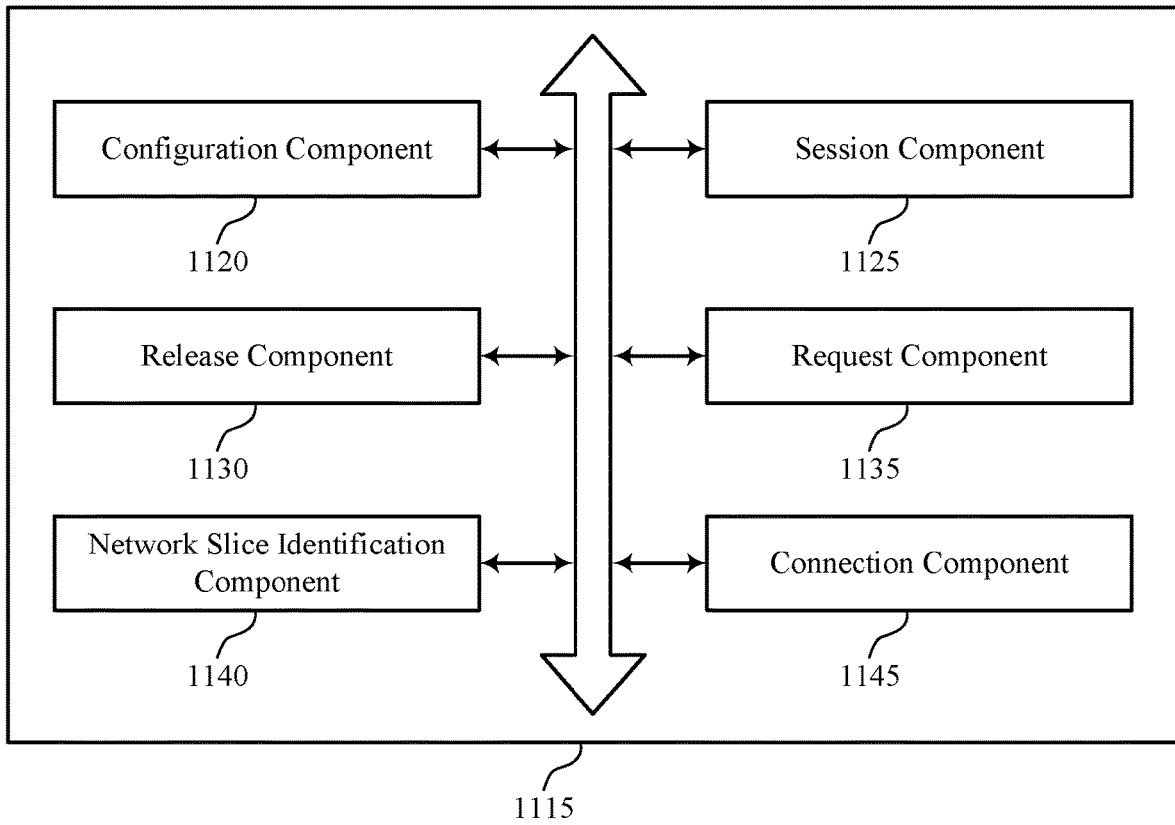 Configuration Component
1120
Session Component
1125
Release Component
1130
Request Component
1135
Network Slice Identification
Component
1140
Connection Component
1145
1115